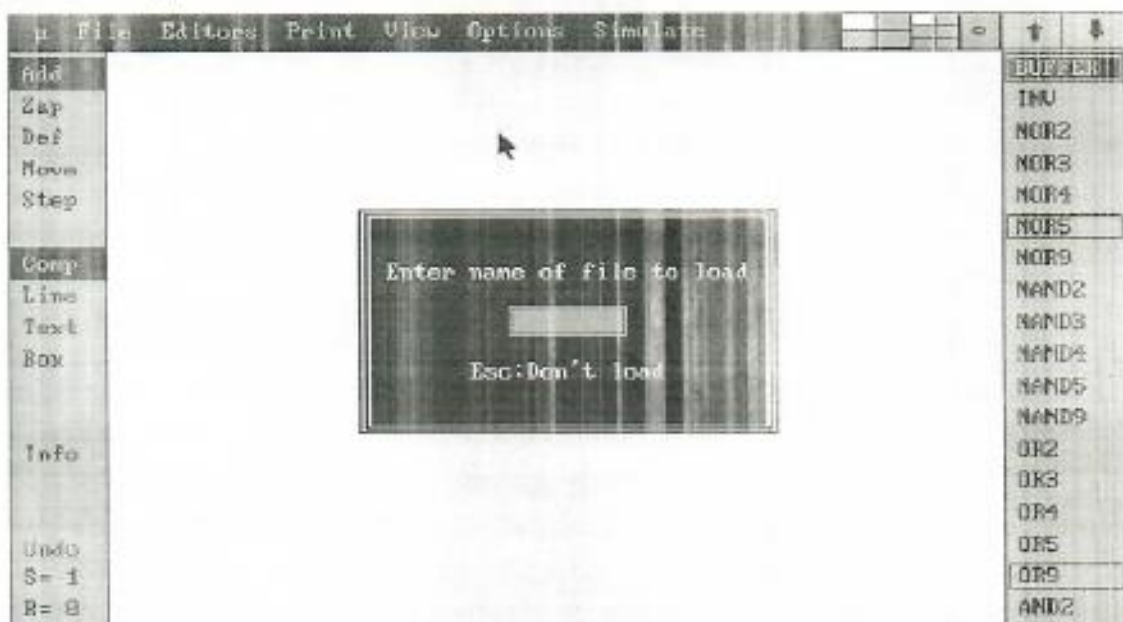 µ File Editors Print View Options Simulate
Add
Zap
Def
Move
Step
Comp
Line
Text
Box
Info
Undo
S= 1
R= 8
Enter name of file to load
Esc:Don't load
BUFFER
INV
NOR2
NOR3
NOR4
NOR5
NOR9
NAND2
NAND3
NAND4
NAND5
NAND9
OR2
OR3
OR4
OR5
OR9
AND2